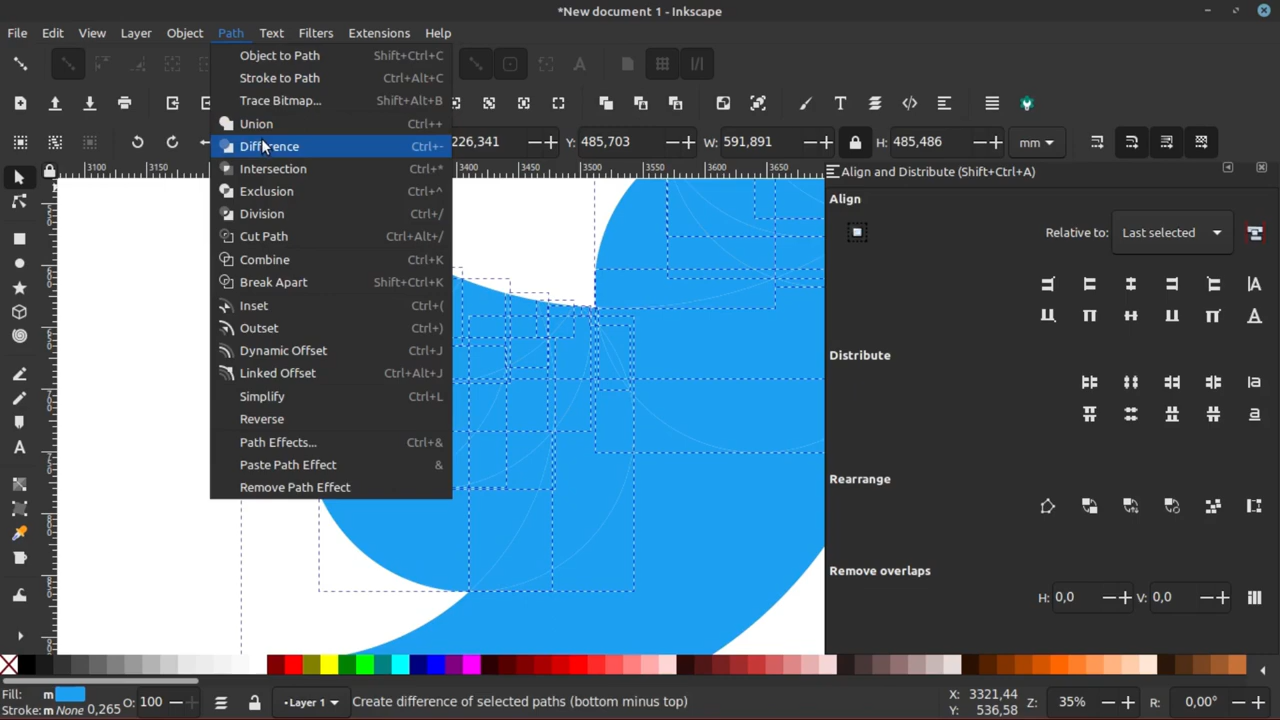 *New document 1 - Inkscape
File Edit View Layer Object Path Text Filters Extensions Help
Object to Path Shift+Ctrl+C
Stroke to Path Ctrl+Alt+C
Trace Bitmap... Shift+Alt+B
Union Ctrl++
226,341 Y: 485,703 W: 591,891 H: 485,486 mm
Difference Ctrl+-
3100 3150 3400 3450 3500 3550 3600 3650
Align and Distribute (Shift+Ctrl+A)
Intersection Ctrl+*
Exclusion Ctrl+^
Align
Division Ctrl+/
Relative to: Last selected
Cut Path Ctrl+Alt+/
Combine Ctrl+K
Break Apart Shift+Ctrl+K
Inset Ctrl+(
Outset Ctrl+)
Dynamic Offset Ctrl+J
Distribute
Linked Offset Ctrl+Alt+J
Simplify Ctrl+L
Reverse
Path Effects... Ctrl+&
Paste Path Effect &
Rearrange
Remove Path Effect
Remove overlaps
H: 0,0 V: 0,0
Fill: m
Stroke: m None 0,265 O: 100
Layer 1
Create difference of selected paths (bottom minus top)
X: 3321,44
Y: 536,58
Z: 35% R: 0,00°